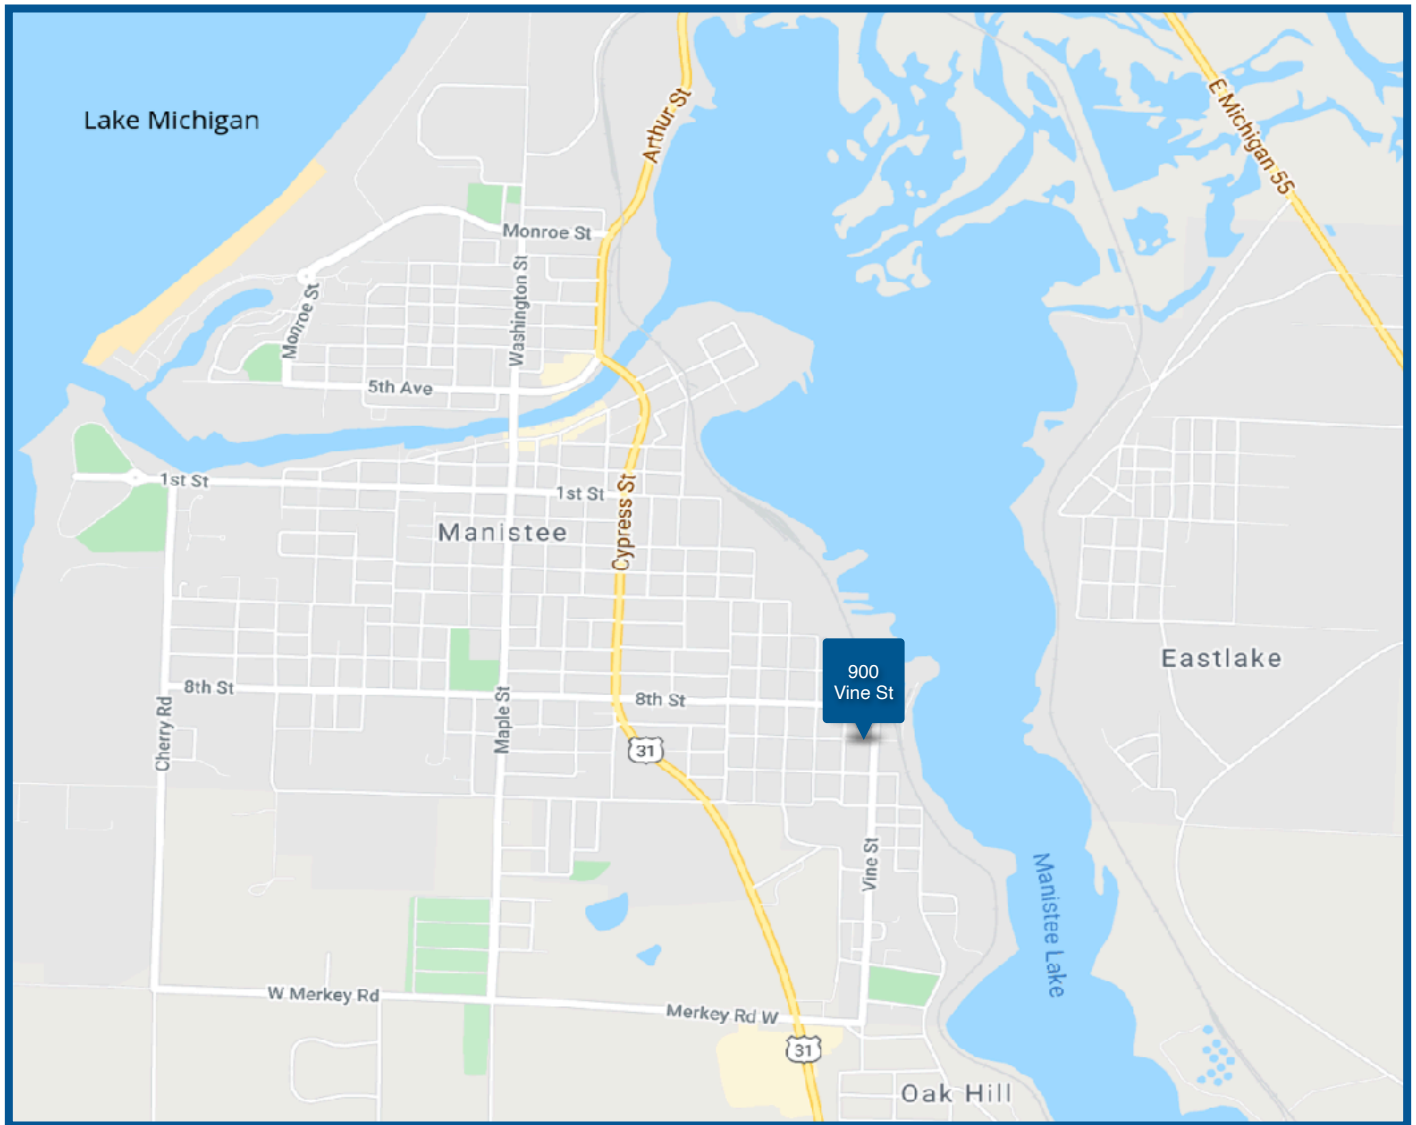 Lake Michigan
Arthur St
E Michigan 55
Monroe St
Washington St
Monroe St
5th Ave
1st St
1st St
Cypress St
Manistee
900
Vine St
Eastlake
8th St
8th St
Cherry Rd
Maple St
31
Vine St
Manistee Lake
W Merkey Rd
Merkey Rd W
31
Oak Hill